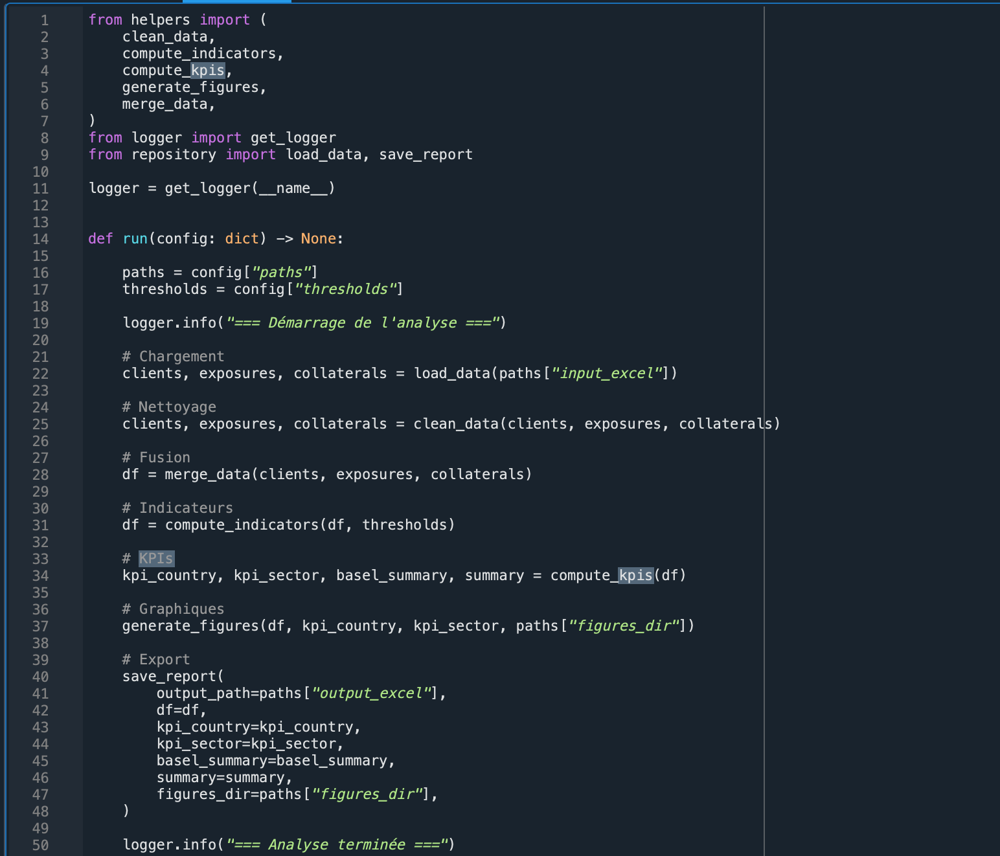 1 from helpers import (
2     clean_data,
3     compute_indicators,
4     compute_kpis,
5     generate_figures,
6     merge_data,
7 )
8 from logger import get_logger
9 from repository import load_data, save_report
10
11 logger = get_logger(__name__)
12
13
14 def run(config: dict) -> None:
15
16     paths = config["paths"]
17     thresholds = config["thresholds"]
18
19     logger.info("=== Démarrage de l'analyse ===")
20
21     # Chargement
22     clients, exposures, collaterals = load_data(paths["input_excel"])
23
24     # Nettoyage
25     clients, exposures, collaterals = clean_data(clients, exposures, collaterals)
26
27     # Fusion
28     df = merge_data(clients, exposures, collaterals)
29
30     # Indicateurs
31     df = compute_indicators(df, thresholds)
32
33     # KPIs
34     kpi_country, kpi_sector, basel_summary, summary = compute_kpis(df)
35
36     # Graphiques
37     generate_figures(df, kpi_country, kpi_sector, paths["figures_dir"])
38
39     # Export
40     save_report(
41         output_path=paths["output_excel"],
42         df=df,
43         kpi_country=kpi_country,
44         kpi_sector=kpi_sector,
45         basel_summary=basel_summary,
46         summary=summary,
47         figures_dir=paths["figures_dir"],
48     )
49
50     logger.info("=== Analyse terminée ===")